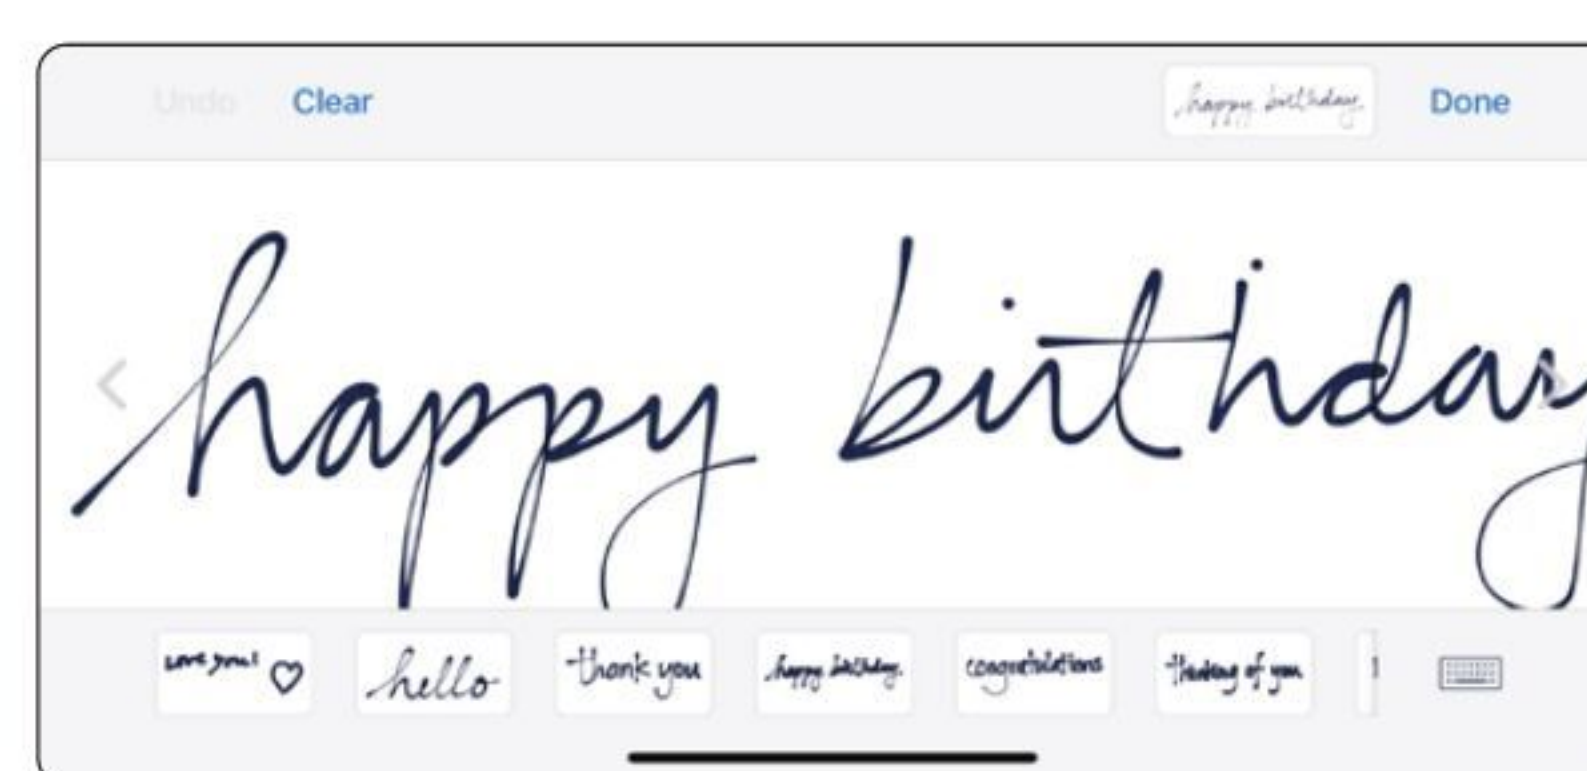 Undo Clear happy birthday. Done
happy birthday
Love you! hello thank you happy birthday. congratulations thinking of you